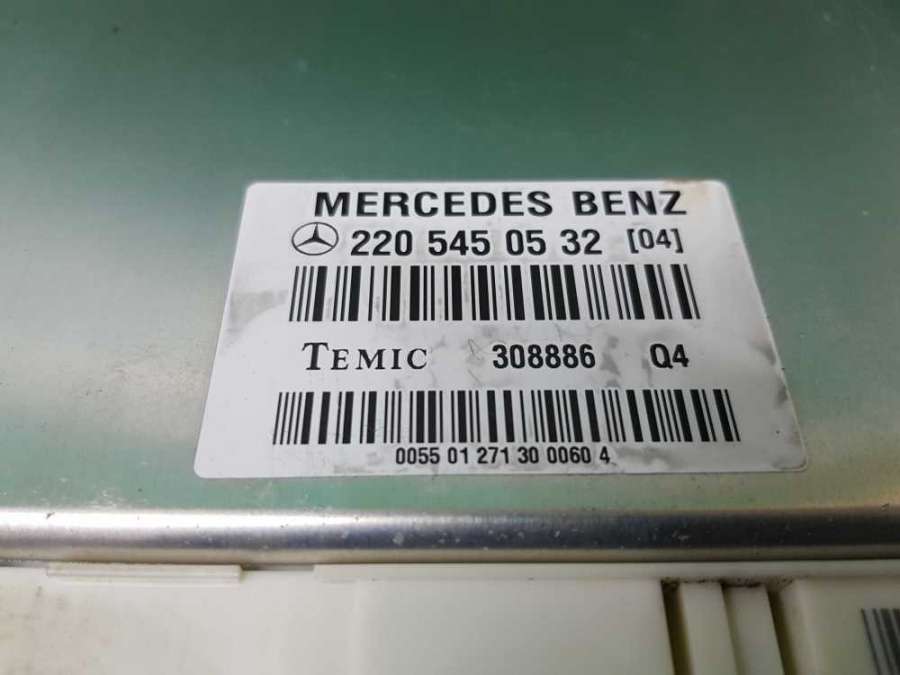 MERCEDES BENZ
220 545 05 32 [04]
TEMIC 308886 Q4
0055 01 271 30 0060 4